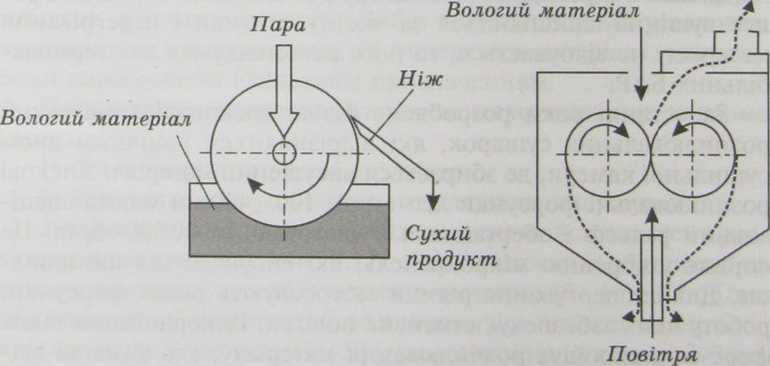 Вологий матеріал
Пара
Ніж
Вологий матеріал
Сухий
продукт
Повітря